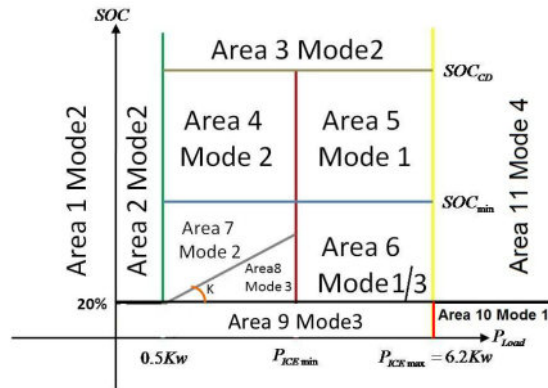 SOC
Area 3 Mode2
SOC_CD
Area 1 Mode2
Area 2 Mode2
Area 4
Mode 2
Area 5
Mode 1
Area 11 Mode 4
SOC_min
Area 7
Mode 2
Area8
Mode 3
K
Area 6
Mode1/3
20%
Area 9 Mode3
Area 10 Mode 1
P_Load
0.5Kw
P_ICE min
P_ICE max = 6.2Kw